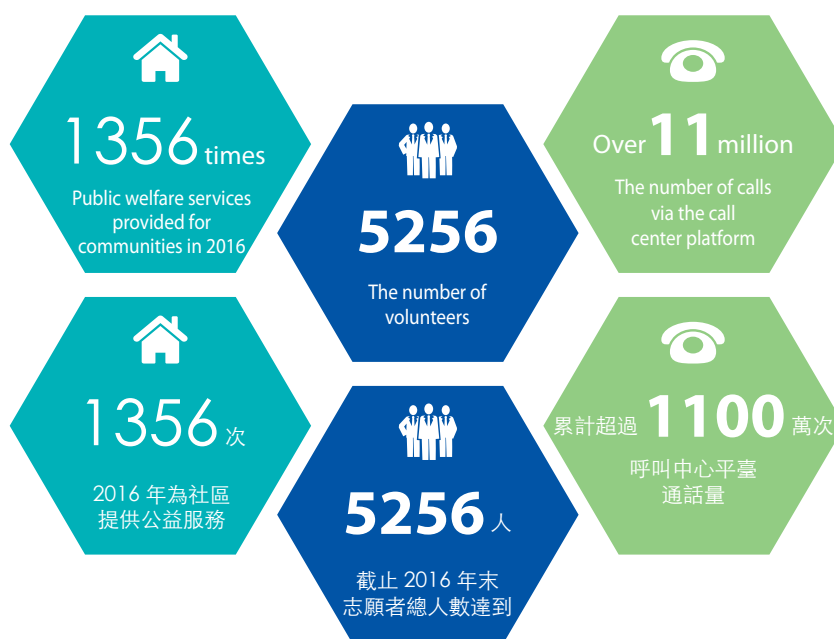 1356 times
Public welfare services
provided for
communities in 2016
5256
The number of
volunteers
Over 11 million
The number of calls
via the call
center platform
1356 次
2016 年為社區
提供公益服務
5256 人
截止 2016 年末
志願者總人數達到
累計超過 1100 萬次
呼叫中心平臺
通話量